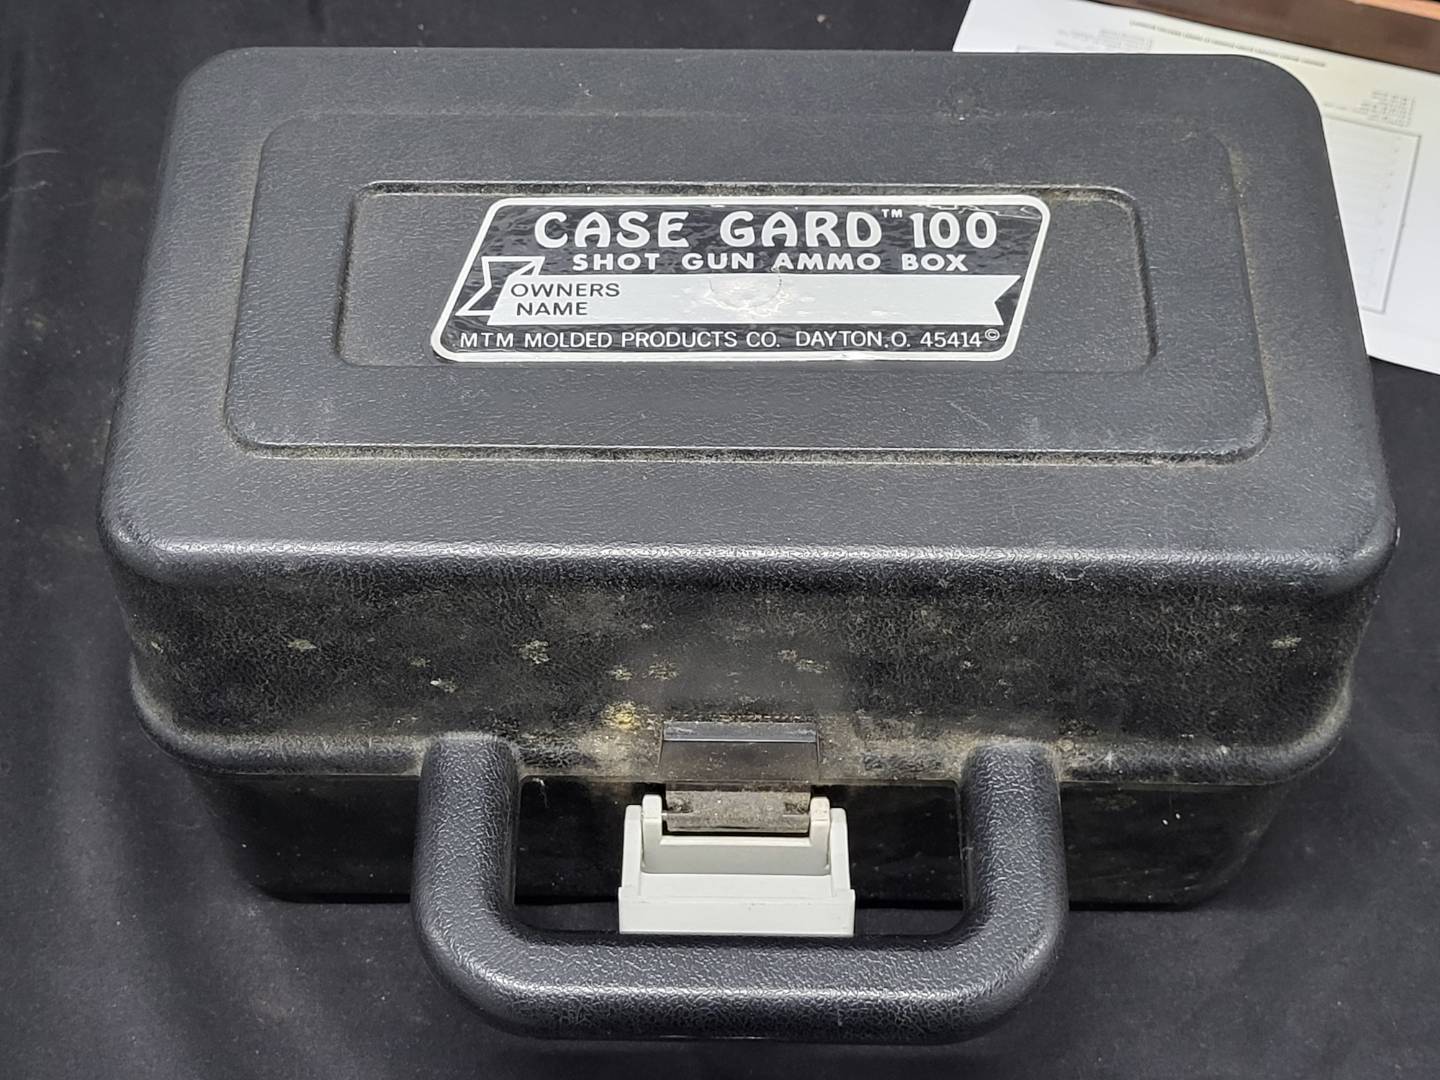 CASE GARD™ 100
SHOT GUN AMMO BOX
OWNERS
NAME
MTM MOLDED PRODUCTS CO. DAYTON, O. 45414©